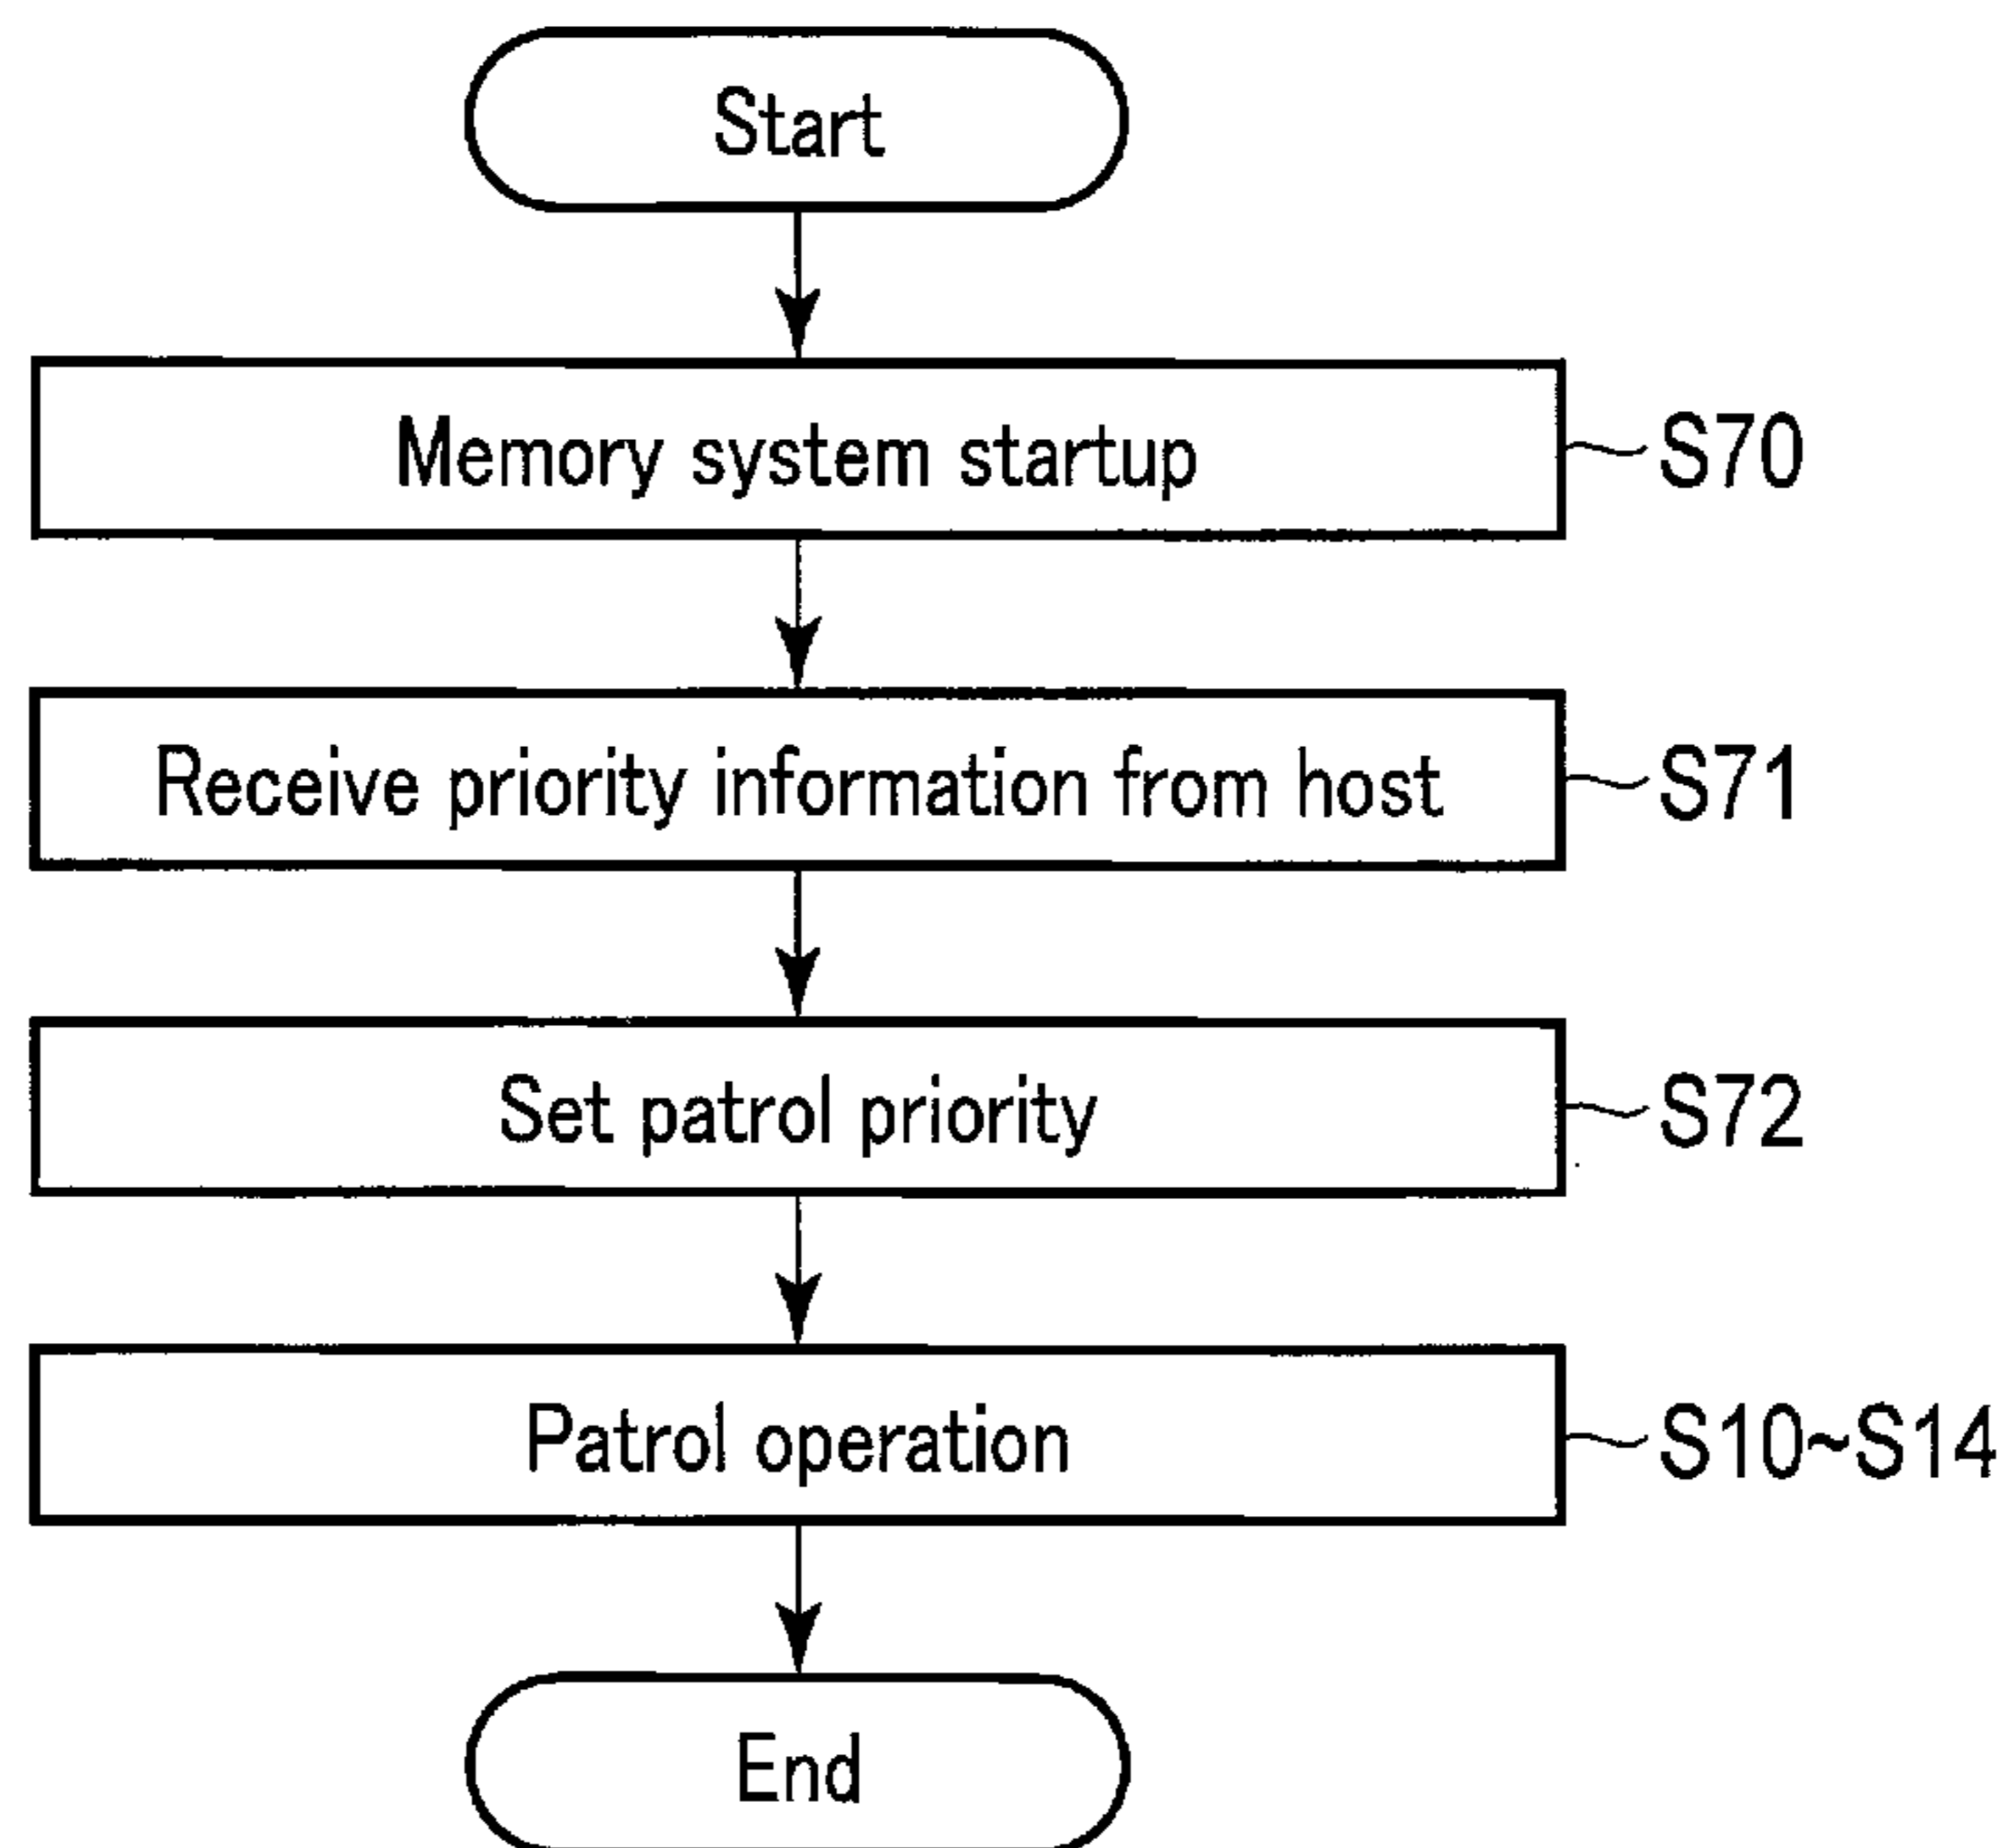 Start
Memory system startup
S70
Receive priority information from host
S71
Set patrol priority
S72
Patrol operation
S10~S14
End